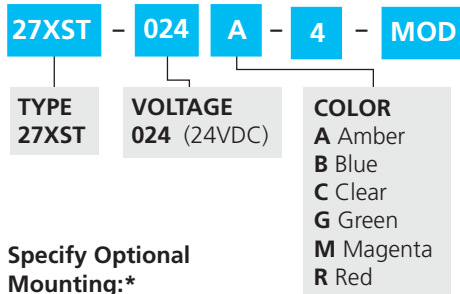 27XST – 024 A – 4 – MOD
TYPE
27XST
VOLTAGE
024 (24VDC)
COLOR
A Amber
B Blue
C Clear
G Green
M Magenta
R Red
Specify Optional
Mounting:*